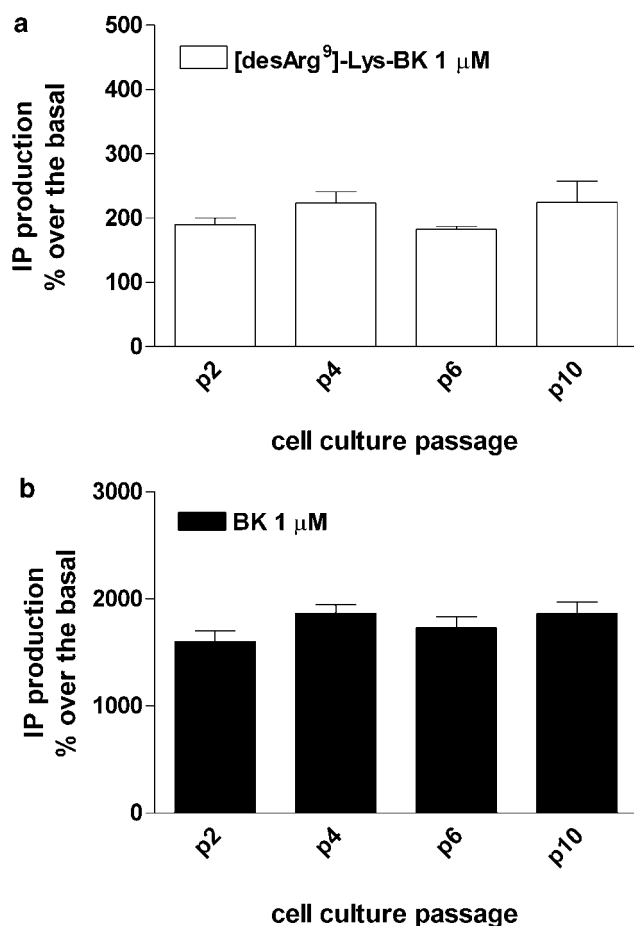 a
500
400
300
200
100
0
IP production
% over the basal
[desArg⁹]-Lys-BK 1 μM
p2 p4 p6 p10
cell culture passage
b
3000
2000
1000
0
IP production
% over the basal
BK 1 μM
p2 p4 p6 p10
cell culture passage